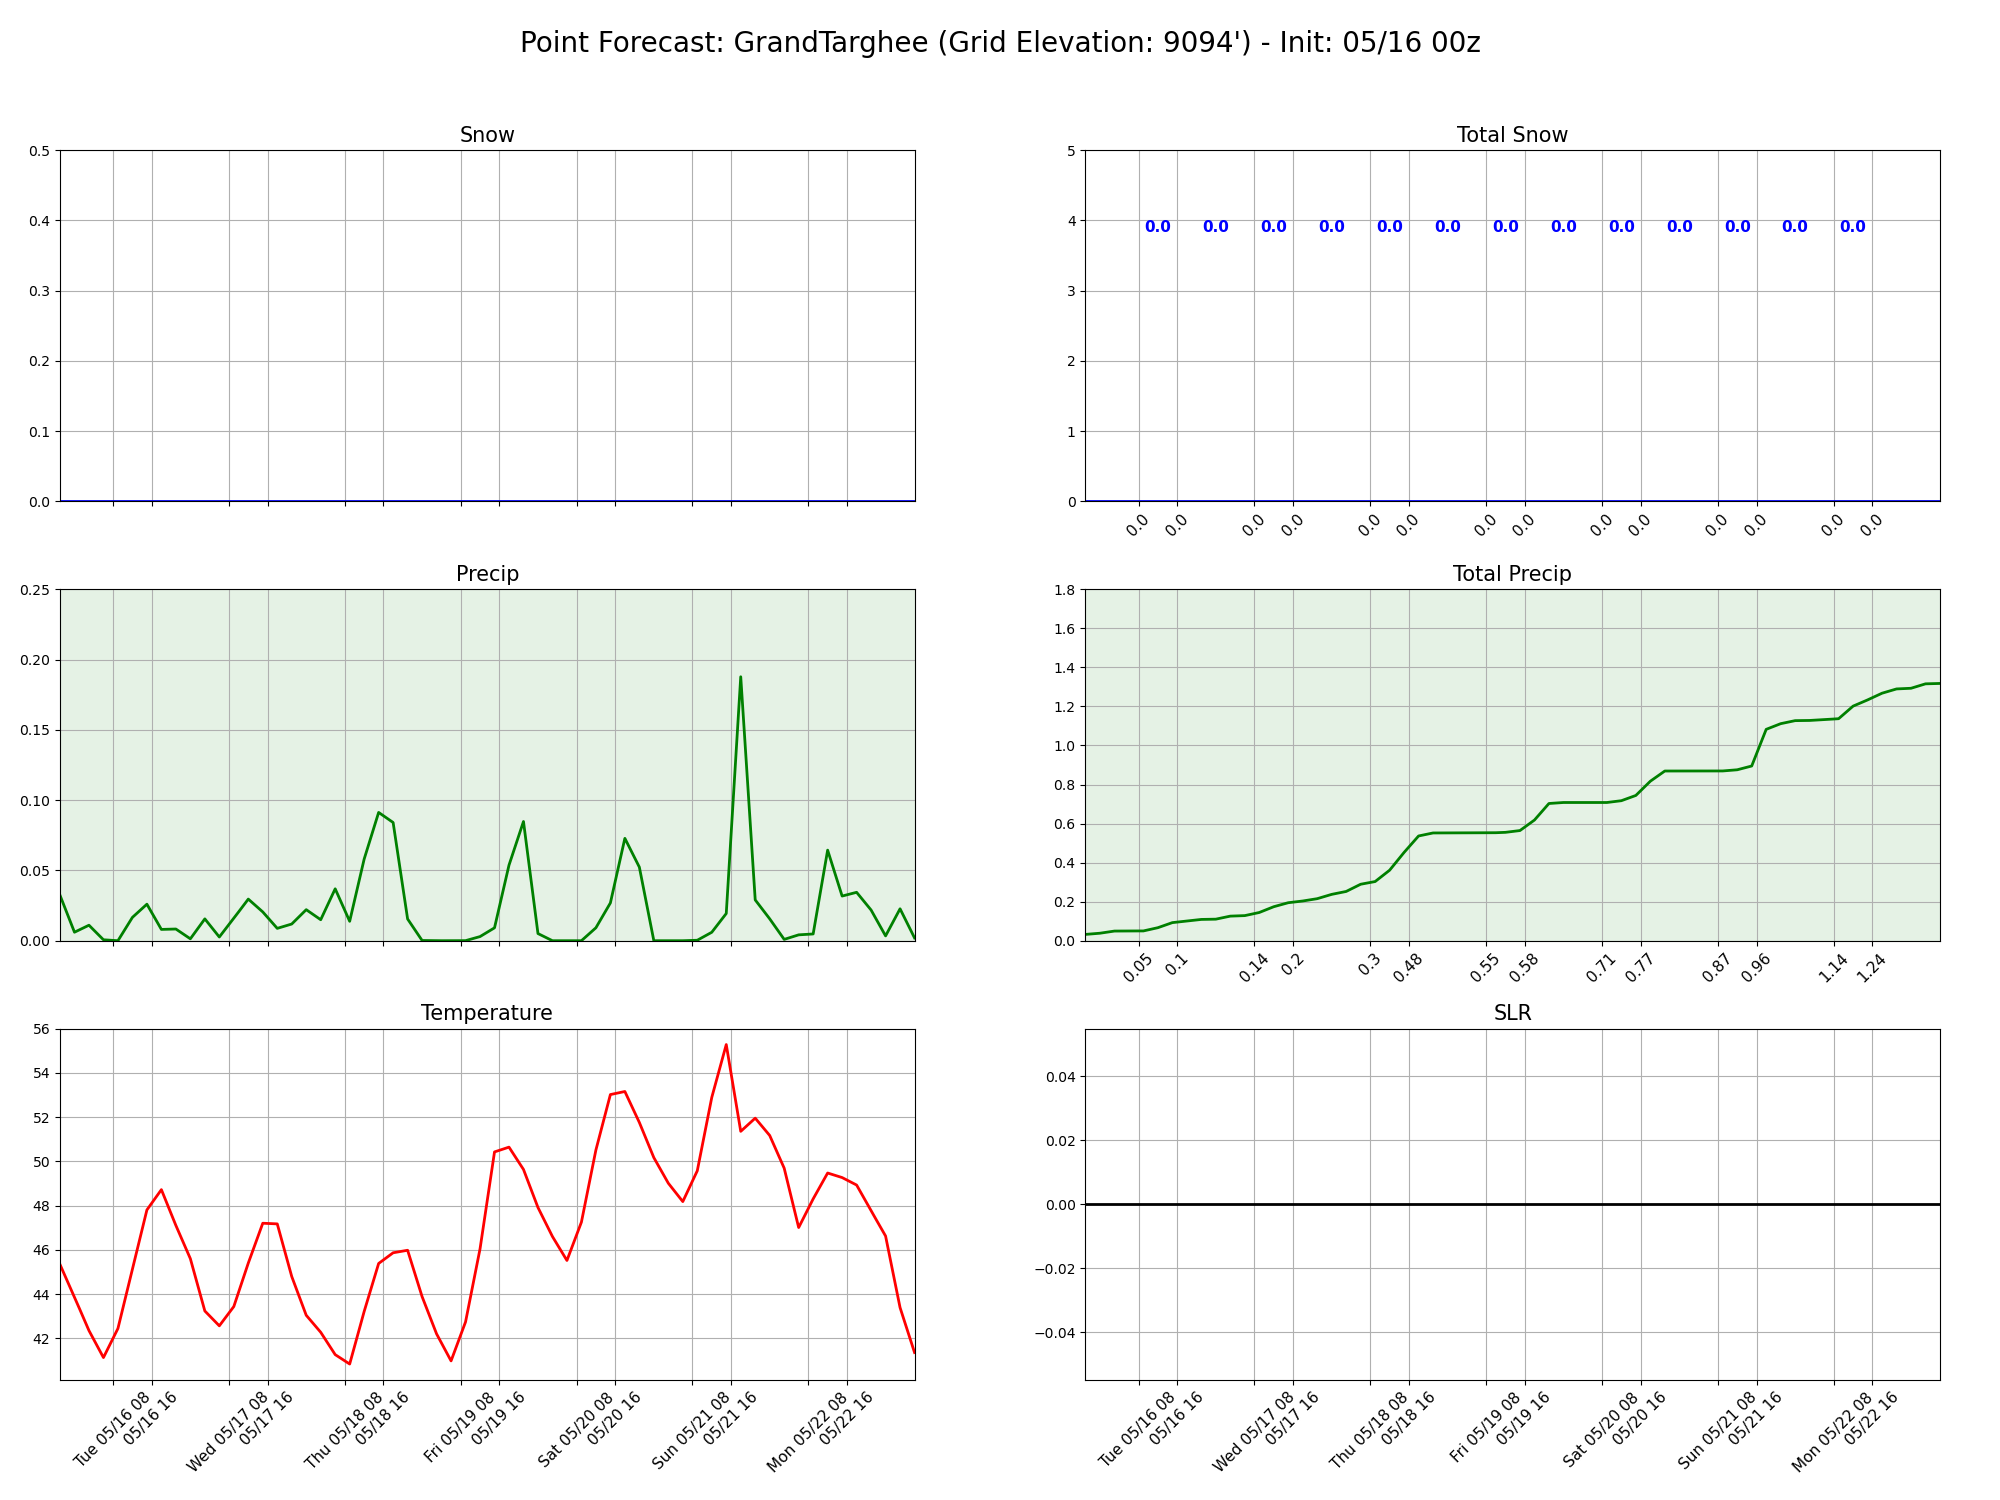 Point Forecast: GrandTarghee (Grid Elevation: 9094') - Init: 05/16 00z
Snow
0.5
0.4
0.3
0.2
0.1
0.0
Total Snow
5
4
3
2
1
0
0.0 0.0 0.0 0.0 0.0 0.0 0.0 0.0 0.0 0.0 0.0 0.0 0.0
0.0 0.0 0.0 0.0 0.0 0.0 0.0 0.0 0.0 0.0 0.0 0.0 0.0 0.0
Precip
0.25
0.20
0.15
0.10
0.05
0.00
Total Precip
1.8
1.6
1.4
1.2
1.0
0.8
0.6
0.4
0.2
0.0
0.05 0.1 0.14 0.2 0.3 0.48 0.55 0.58 0.71 0.77 0.87 0.96 1.14 1.24
Temperature
56
54
52
50
48
46
44
42
Tue 05/16 08
05/16 16
Wed 05/17 08
05/17 16
Thu 05/18 08
05/18 16
Fri 05/19 08
05/19 16
Sat 05/20 08
05/20 16
Sun 05/21 08
05/21 16
Mon 05/22 08
05/22 16
SLR
0.04
0.02
0.00
−0.02
−0.04
Tue 05/16 08
05/16 16
Wed 05/17 08
05/17 16
Thu 05/18 08
05/18 16
Fri 05/19 08
05/19 16
Sat 05/20 08
05/20 16
Sun 05/21 08
05/21 16
Mon 05/22 08
05/22 16